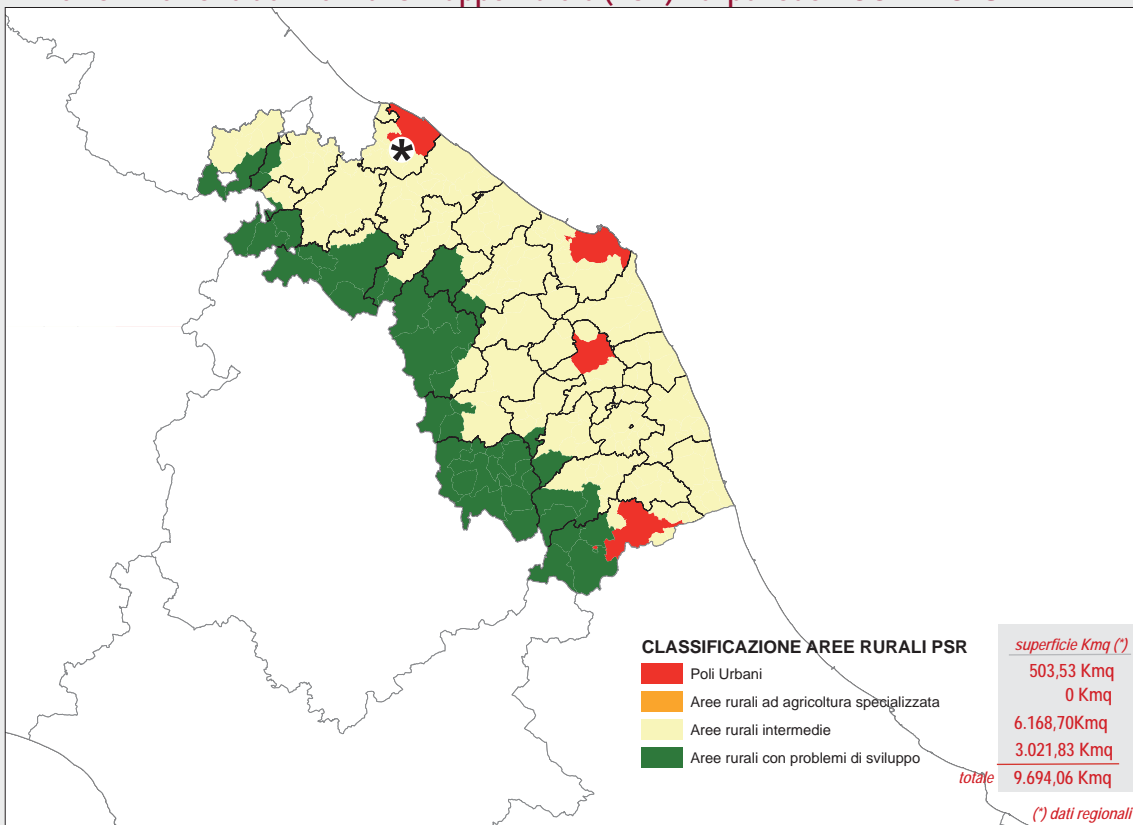 *
CLASSIFICAZIONE AREE RURALI PSR
superficie Kmq (*)
Poli Urbani
503,53 Kmq
Aree rurali ad agricoltura specializzata
0 Kmq
Aree rurali intermedie
6.168,70Kmq
Aree rurali con problemi di sviluppo
3.021,83 Kmq
totale 9.694,06 Kmq
(*) dati regionali